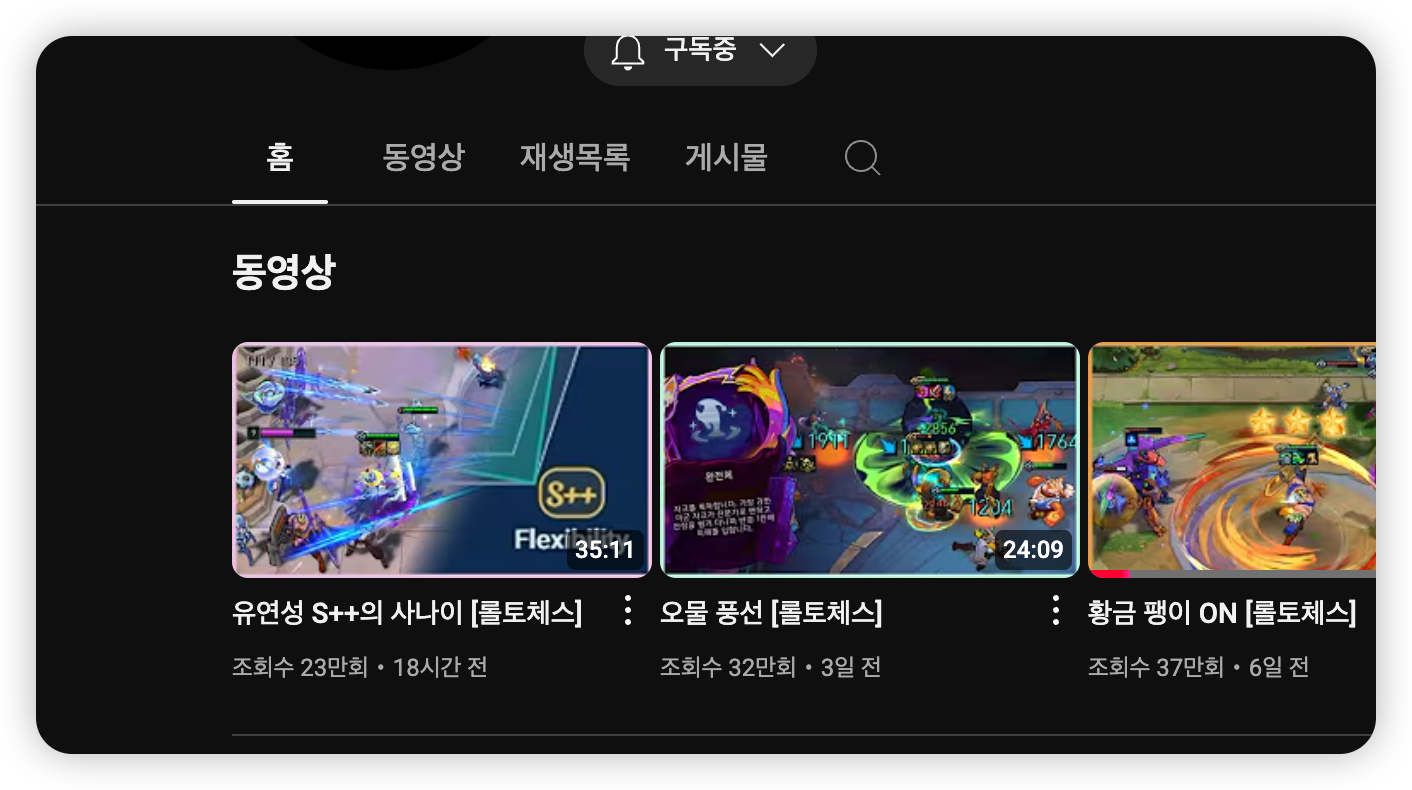 구독중
홈 동영상 재생목록 게시물
동영상
S++
35:11
완전체
1911
2856
1764
1204
24:09
유연성 S++의 사나이 [롤토체스]
오물 풍선 [롤토체스]
황금 팽이 ON [롤토체스]
조회수 23만회 • 18시간 전
조회수 32만회 • 3일 전
조회수 37만회 • 6일 전